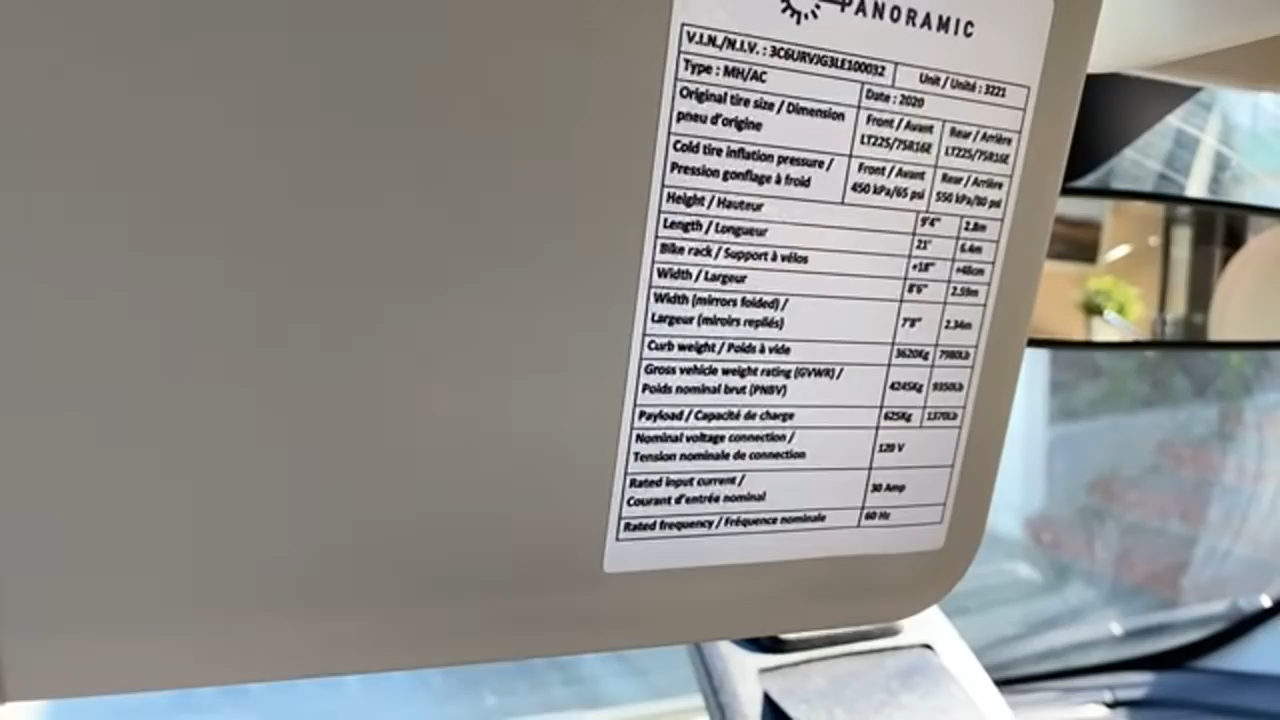 PANORAMIC
V.I.N./N.I.V. : 3C6URVJG3LE100032 Unit / Unité : 3221
Type : MH/AC Date : 2020
Original tire size / Dimension pneu d'origine
Front / Avant LT225/75R16E
Rear / Arrière LT225/75R16E
Cold tire inflation pressure / Pression gonflage à froid
Front / Avant 450 kPa/65 psi
Rear / Arrière 550 kPa/80 psi
Height / Hauteur 9'4" 2.8m
Length / Longueur 21' 6.4m
Bike rack / Support à vélos +18" +46cm
Width / Largeur 8'6" 2.59m
Width (mirrors folded) /
Largeur (miroirs repliés) 7'8" 2.34m
Curb weight / Poids à vide 3620Kg 7980Lb
Gross vehicle weight rating (GVWR) /
Poids nominal brut (PNBV) 4245Kg 9350Lb
Payload / Capacité de charge 625Kg 1370Lb
Nominal voltage connection /
Tension nominale de connection 120 V
Rated input current /
Courant d'entrée nominal 30 Amp
Rated frequency / Fréquence nominale 60 Hz